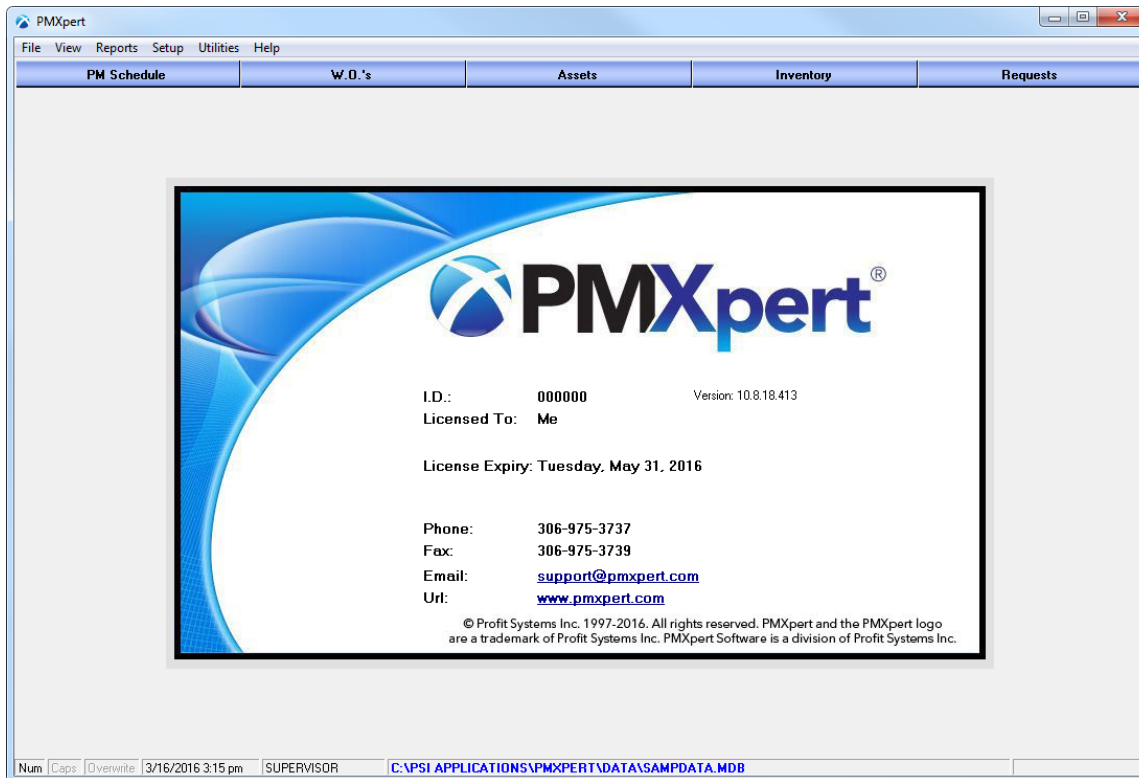 PMXpert
File View Reports Setup Utilities Help
PM Schedule W.O.'s Assets Inventory Requests
PMXpert®
I.D.: 000000 Version: 10.8.18.413
Licensed To: Me
License Expiry: Tuesday, May 31, 2016
Phone: 306-975-3737
Fax: 306-975-3739
Email: support@pmxpert.com
Url: www.pmxpert.com
© Profit Systems Inc. 1997-2016. All rights reserved. PMXpert and the PMXpert logo
are a trademark of Profit Systems Inc. PMXpert Software is a division of Profit Systems Inc.
Num Caps Overwrite 3/16/2016 3:15 pm SUPERVISOR C:\PSI APPLICATIONS\PMXPERT\DATA\SAMPDATA.MDB